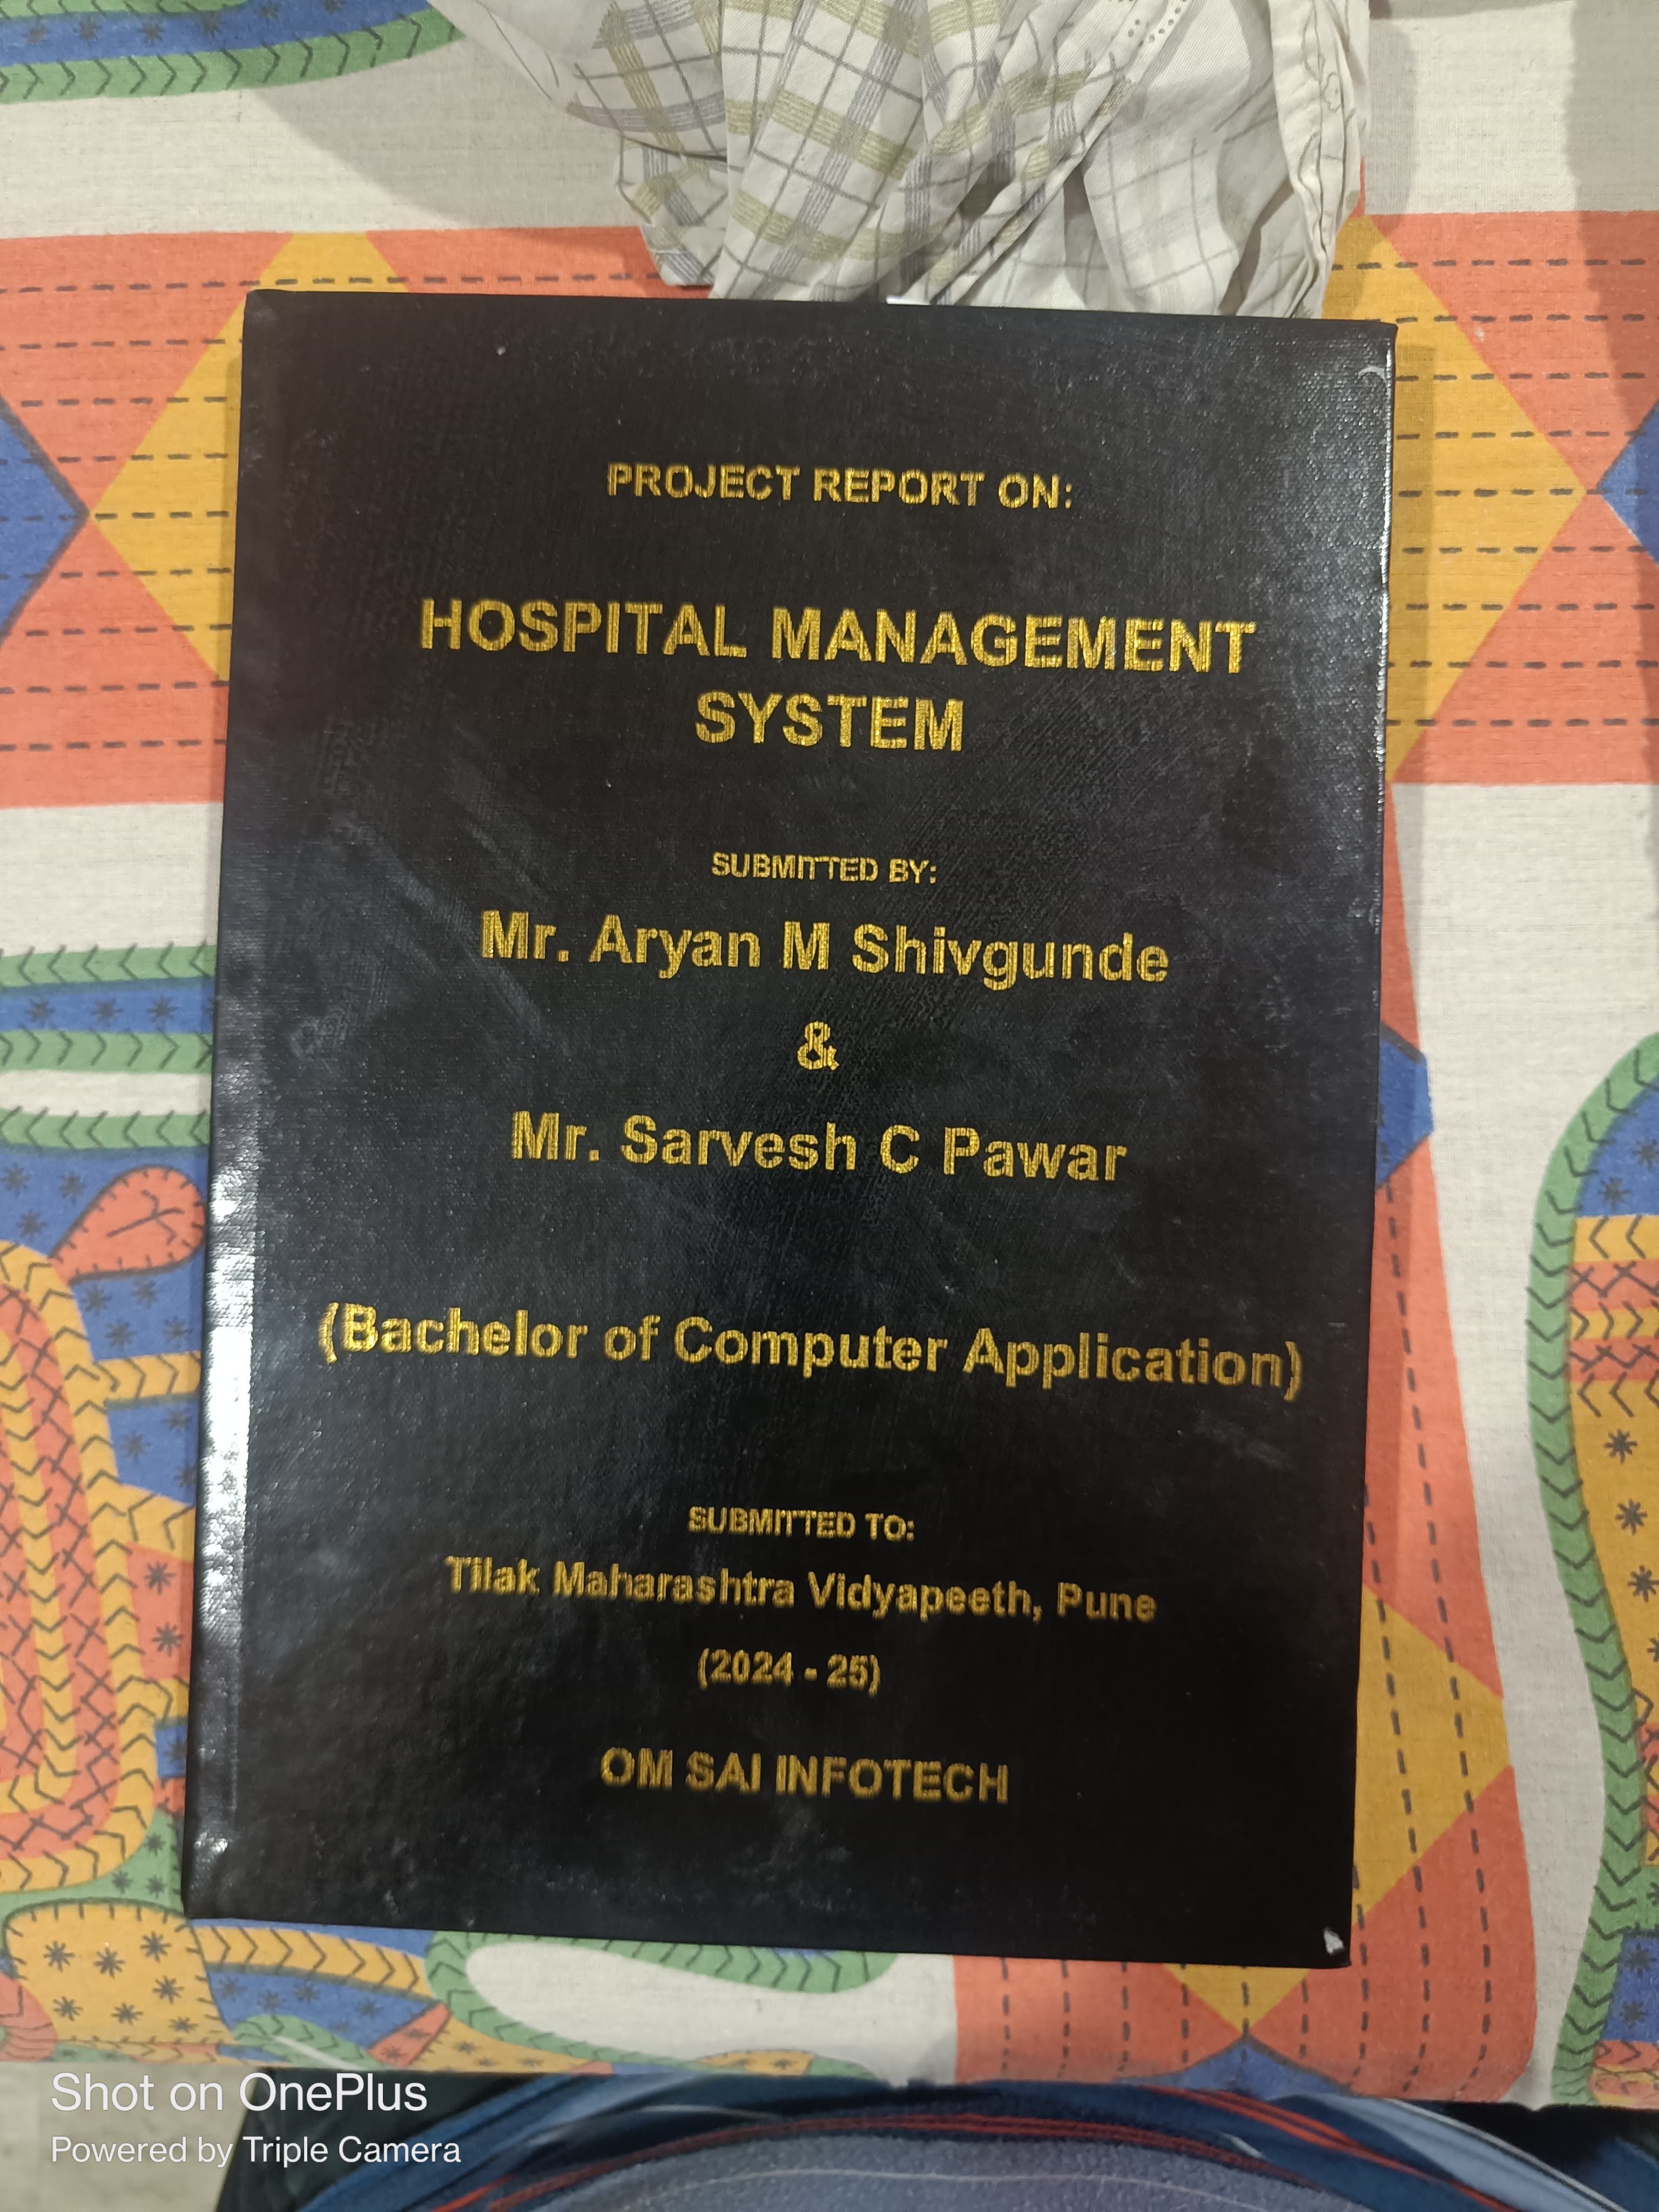 PROJECT REPORT ON:
HOSPITAL MANAGEMENT
SYSTEM
SUBMITTED BY:
Mr. Aryan M Shivgunde
&
Mr. Sarvesh C Pawar
(Bachelor of Computer Application)
SUBMITTED TO:
Tilak Maharashtra Vidyapeeth, Pune
(2024 - 25)
OM SAI INFOTECH
Shot on OnePlus
Powered by Triple Camera